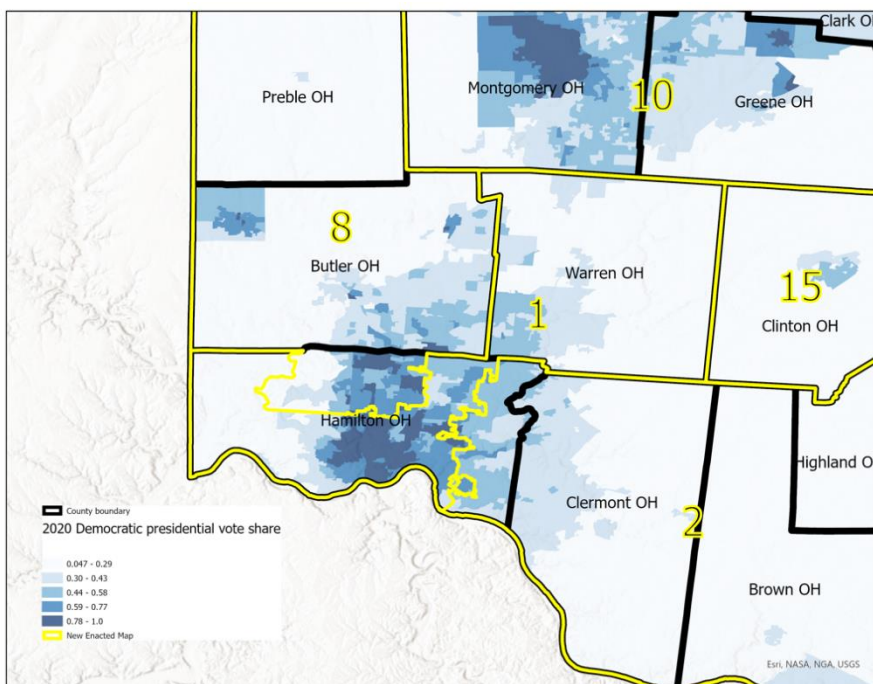 Clark O
Preble OH
Montgomery OH
10
Greene OH
8
Butler OH
Warren OH
1
15
Clinton OH
Hamilton OH
Highland O
Clermont OH
2
Brown OH
County boundary
2020 Democratic presidential vote share
0.047 - 0.29
0.30 - 0.43
0.44 - 0.58
0.59 - 0.77
0.78 - 1.0
New Enacted Map
Esri, NASA, NGA, USGS